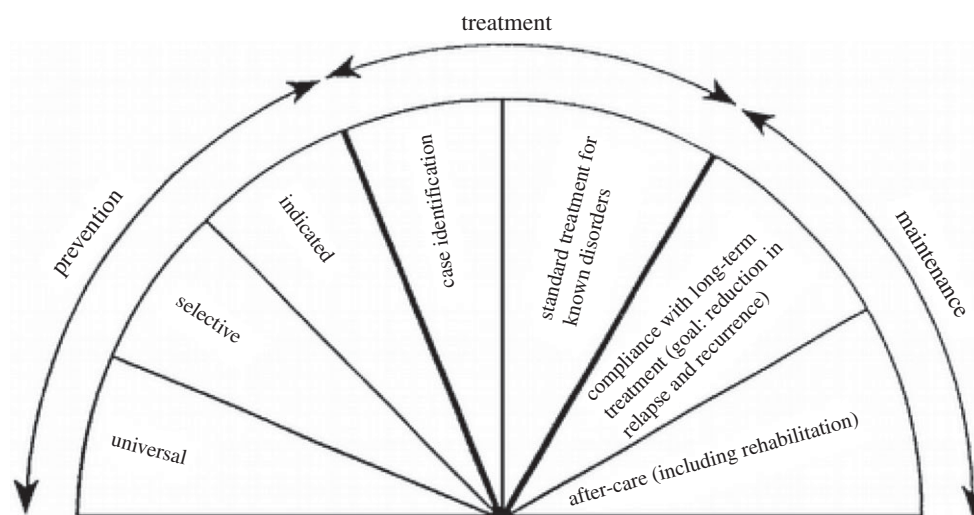 treatment
prevention
maintenance
universal
selective
indicated
case identification
standard treatment for
known disorders
compliance with long-term
treatment (goal: reduction in
relapse and recurrence)
after-care (including rehabilitation)